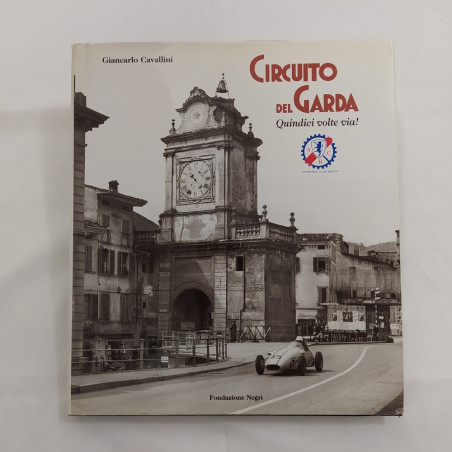 Giancarlo Cavallini
CIRCUITO
DEL GARDA
Quindici volte via!
Fondazione Negri